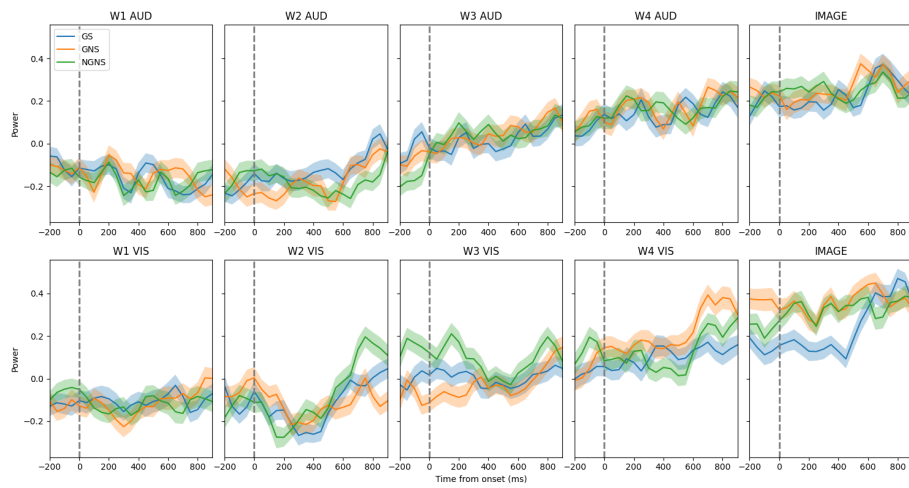 W1 AUD
W2 AUD
W3 AUD
W4 AUD
IMAGE
GS
GNS
NGNS
Power
0.4
0.2
0.0
−0.2
−200 0 200 400 600 800
−200 0 200 400 600 800
−200 0 200 400 600 800
−200 0 200 400 600 800
−200 0 200 400 600 800
W1 VIS
W2 VIS
W3 VIS
W4 VIS
IMAGE
Power
0.4
0.2
0.0
−0.2
−200 0 200 400 600 800
−200 0 200 400 600 800
−200 0 200 400 600 800
−200 0 200 400 600 800
−200 0 200 400 600 800
Time from onset (ms)